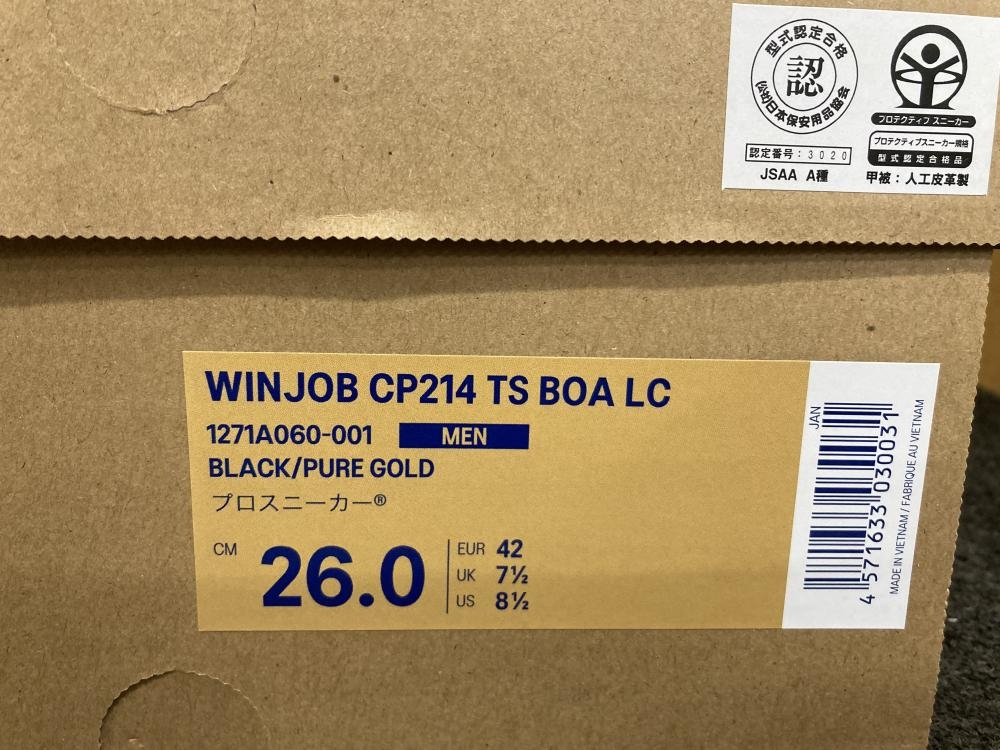 型式認定合格
認
(公社)日本保安用品協会
認定番号：3020
JSAA A種
プロテクティブ スニーカー
プロテクティブスニーカー規格
型式認定合格品
甲被：人工皮革製
WINJOB CP214 TS BOA LC
1271A060-001 MEN
BLACK/PURE GOLD
プロスニーカー®
CM 26.0
EUR 42
UK 7½
US 8½
JAN
4 571633 030031
MADE IN VIETNAM / FABRIQUE AU VIETNAM